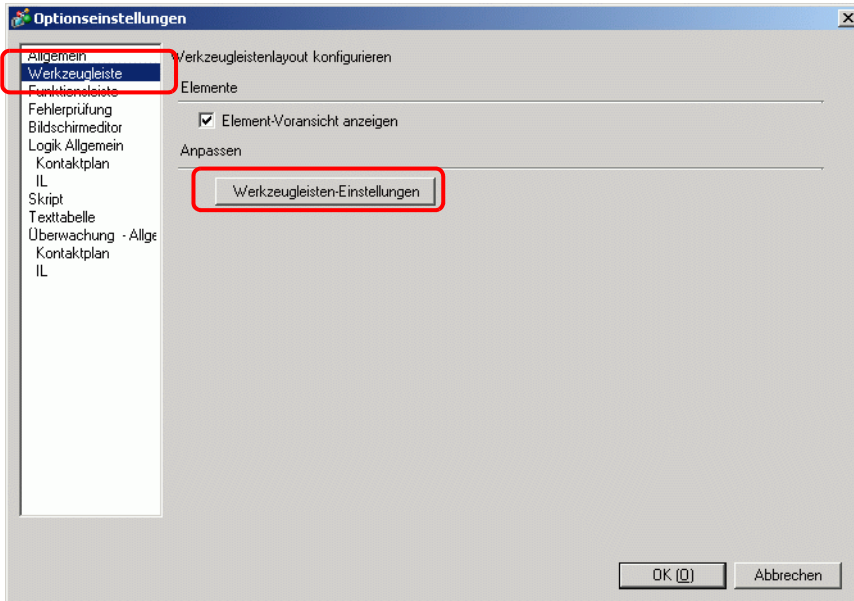 Optionseinstellungen
Allgemein
Werkzeugleiste
Funktionsleiste
Fehlerprüfung
Bildschirmeditor
Logik Allgemein
Kontaktplan
IL
Skript
Texttabelle
Überwachung - Allge
Kontaktplan
IL
Werkzeugleistenlayout konfigurieren
Elemente
Element-Voransicht anzeigen
Anpassen
Werkzeugleisten-Einstellungen
OK (O)
Abbrechen